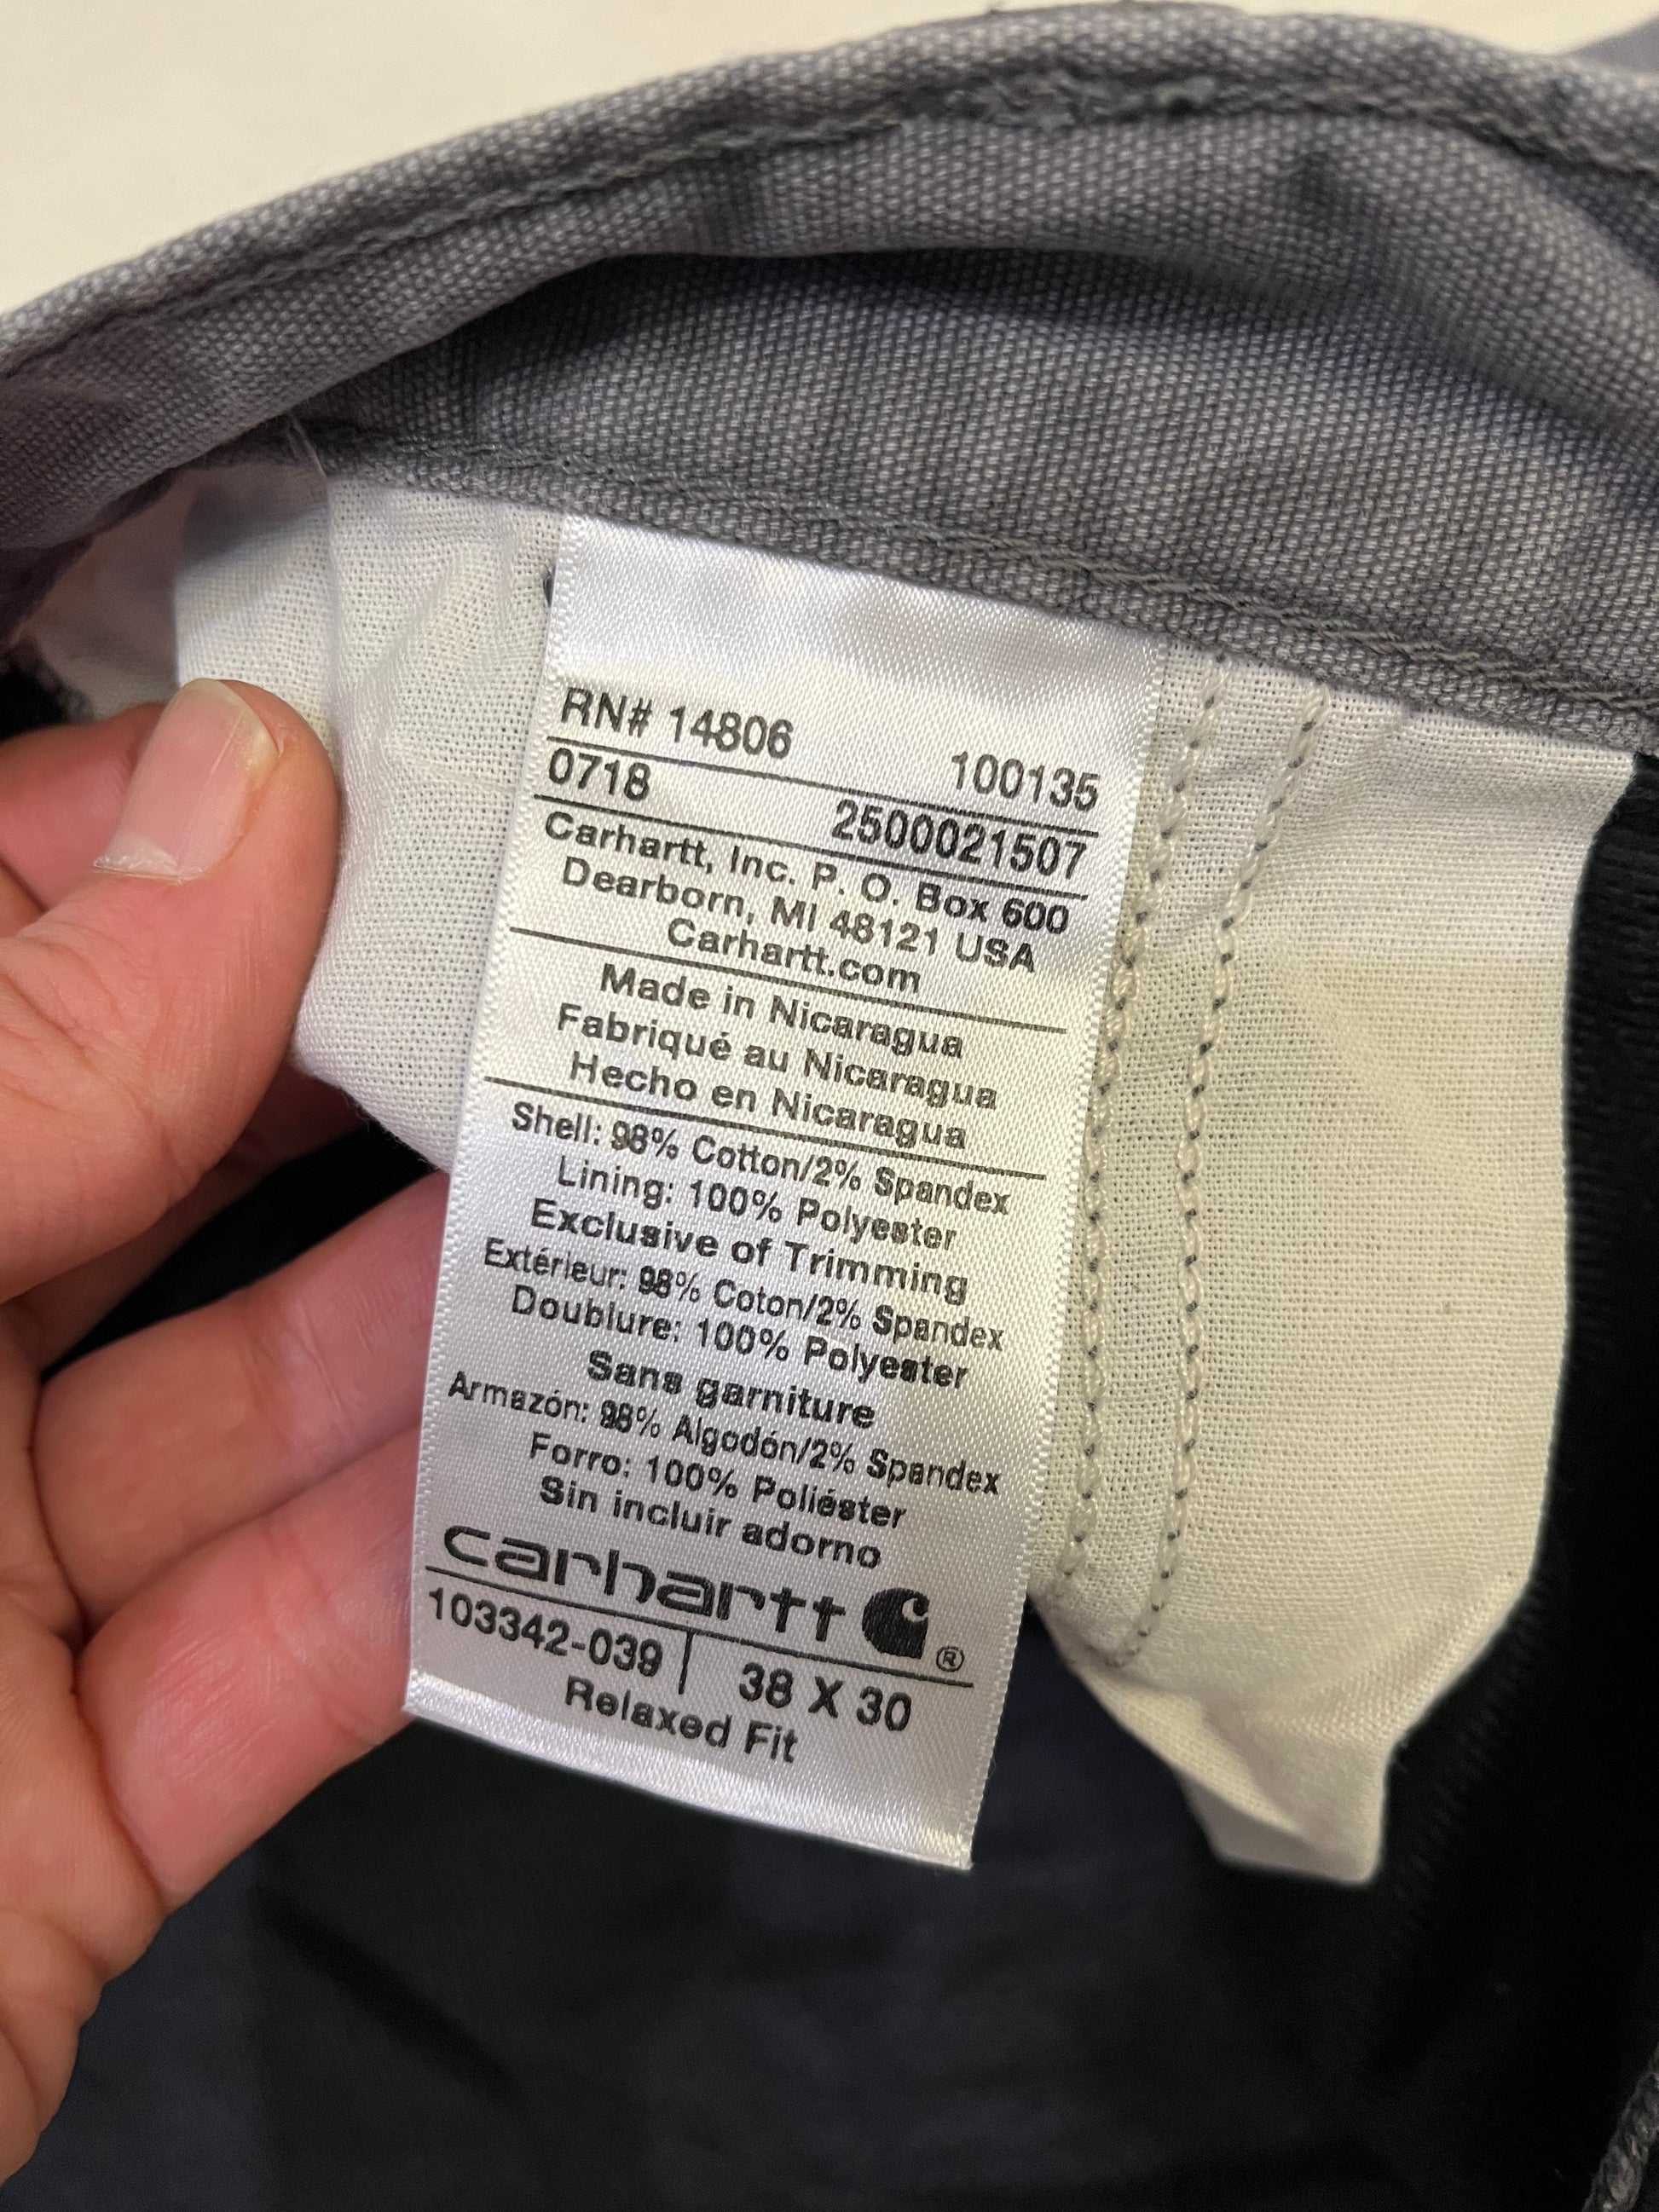 RN# 14806 100135
0718 2500021507
Carhartt, Inc. P. O. Box 600
Dearborn, MI 48121 USA
Carhartt.com
Made in Nicaragua
Fabriqué au Nicaragua
Hecho en Nicaragua
Shell: 98% Cotton/2% Spandex
Lining: 100% Polyester
Exclusive of Trimming
Extérieur: 98% Coton/2% Spandex
Doublure: 100% Polyester
Sans garniture
Armazón: 98% Algodón/2% Spandex
Forro: 100% Poliéster
Sin incluir adorno
carhartt ®
103342-039 | 38 X 30
Relaxed Fit